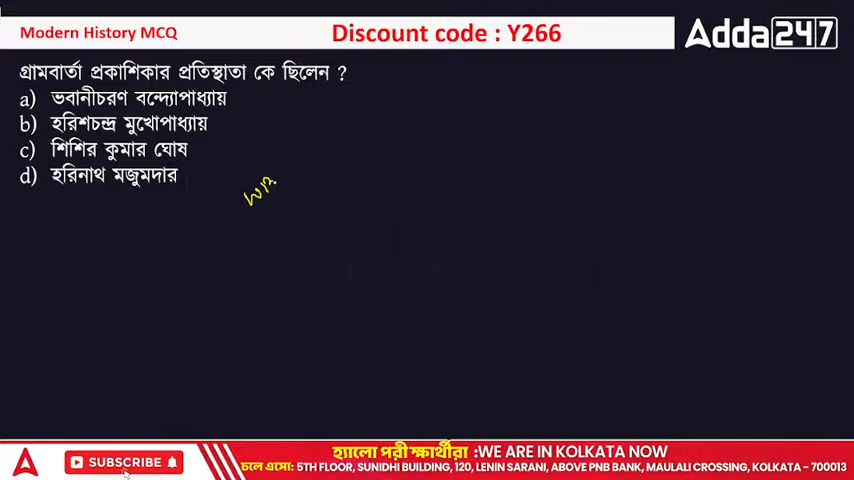 Modern History MCQ
Discount code : Y266
Adda247
গ্রামবার্তা প্রকাশিকার প্রতিস্থাতা কে ছিলেন ?
a) ভবানীচরণ বন্দ্যোপাধ্যায়
b) হরিশচন্দ্র মুখোপাধ্যায়
c) শিশির কুমার ঘোষ
d) হরিনাথ মজুমদার
SUBSCRIBE
হ্যালো পরীক্ষার্থীরা :WE ARE IN KOLKATA NOW
চলে এসো: 5TH FLOOR, SUNIDHI BUILDING, 120, LENIN SARANI, ABOVE PNB BANK, MAULALI CROSSING, KOLKATA - 700013